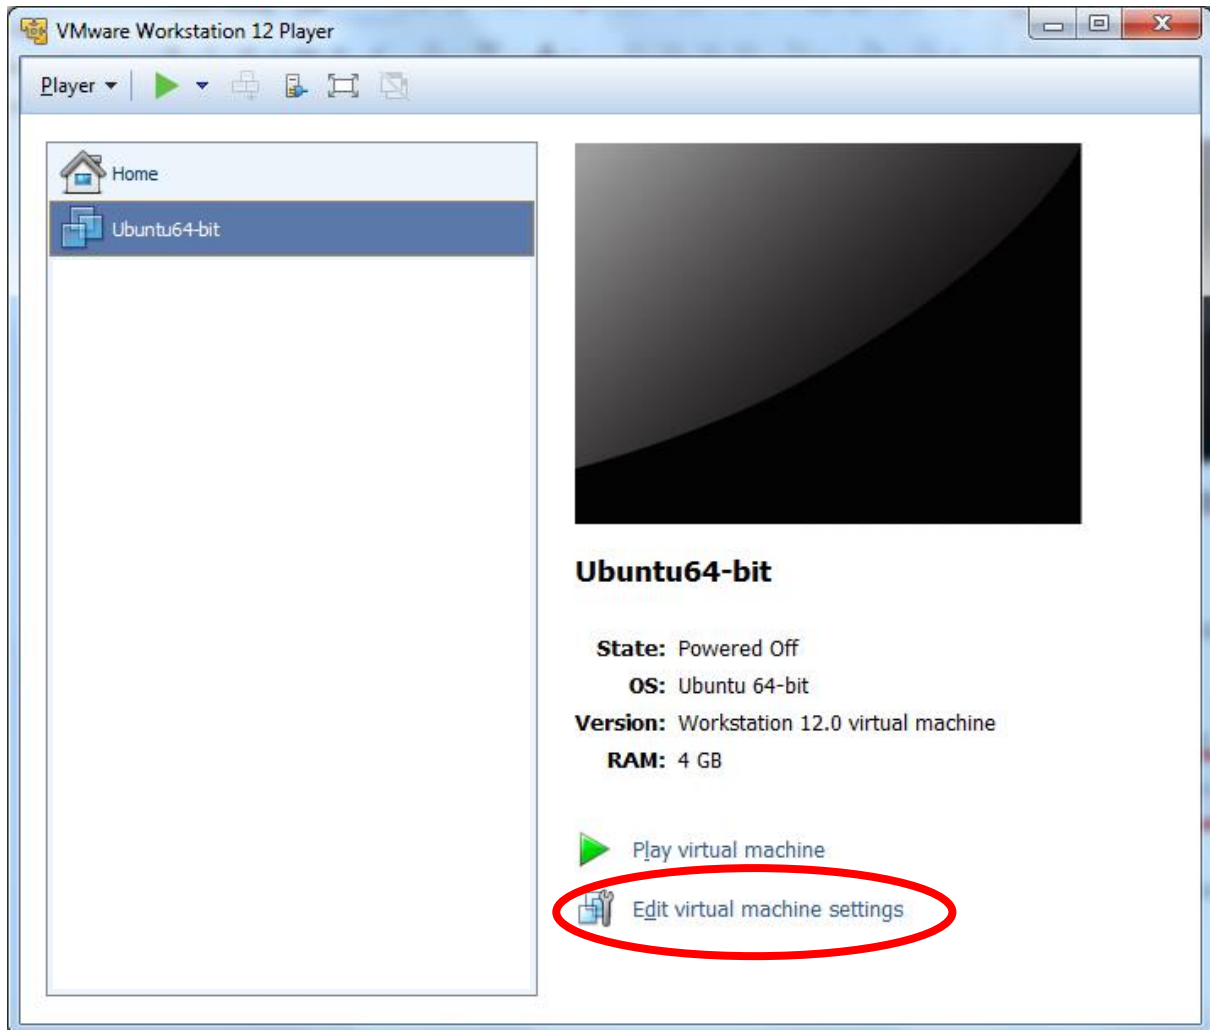 VMware Workstation 12 Player
Player
Home
Ubuntu64-bit
Ubuntu64-bit
State: Powered Off
OS: Ubuntu 64-bit
Version: Workstation 12.0 virtual machine
RAM: 4 GB
Play virtual machine
Edit virtual machine settings